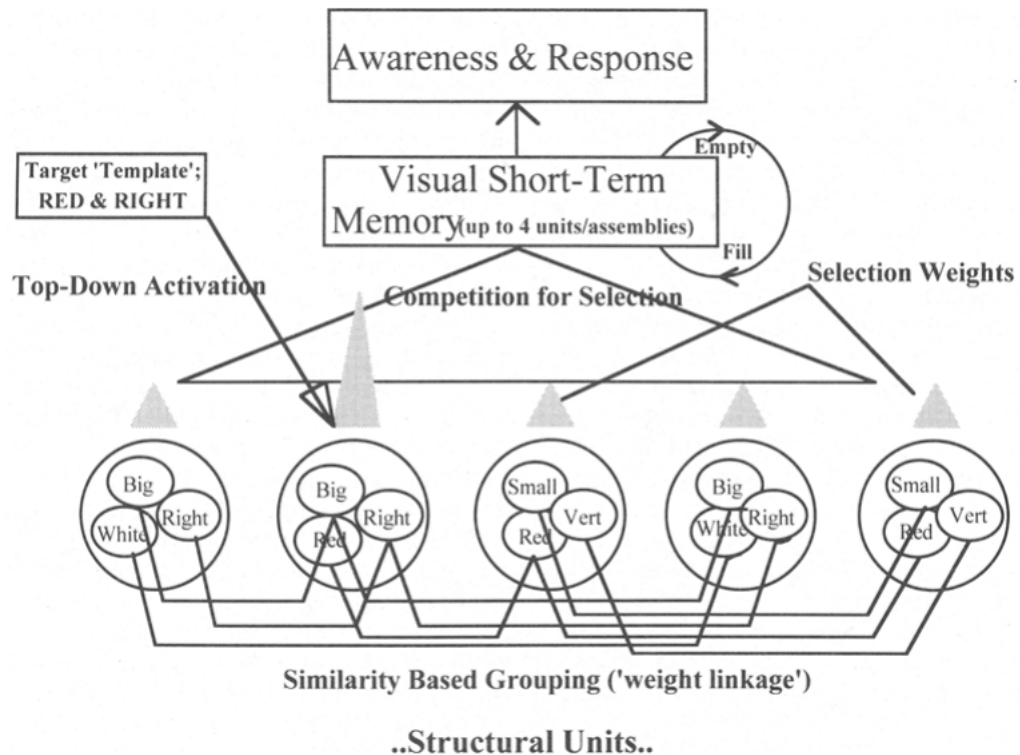 Awareness & Response
Empty
Target 'Template';
RED & RIGHT
Visual Short-Term
Memory(up to 4 units/assemblies)
Fill
Top-Down Activation
Competition for Selection
Selection Weights
Big
Right
White
Big
Right
Red
Small
Vert
Red
Big
Right
White
Small
Vert
Red
Similarity Based Grouping ('weight linkage')
..Structural Units..